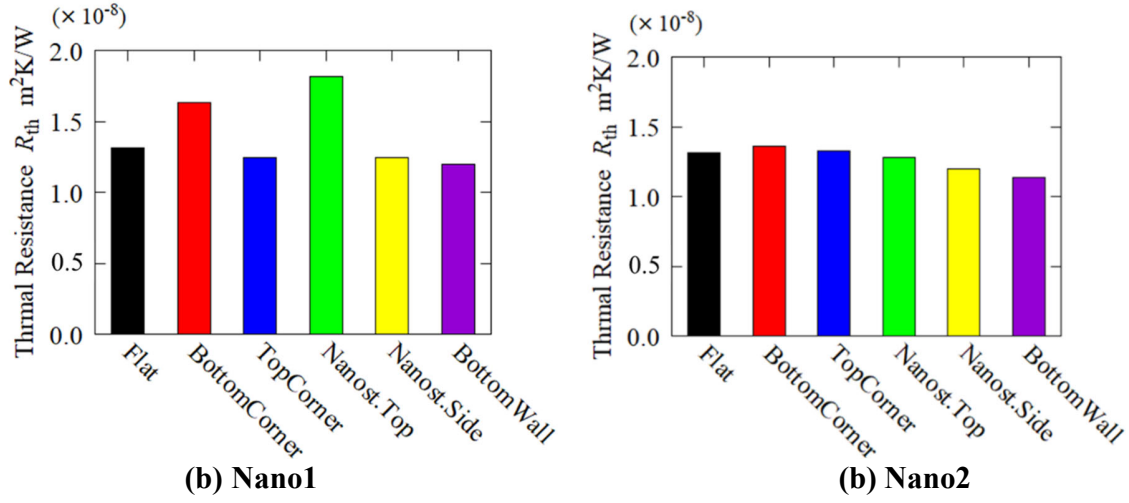 (× 10⁻⁸)
Thrmal Resistance R_th m²K/W
2.0
1.5
1.0
0.5
0.0
Flat
BottomCorner
TopCorner
Nanost.Top
Nanost.Side
BottomWall
(b) Nano1
(× 10⁻⁸)
Thrmal Resistance R_th m²K/W
2.0
1.5
1.0
0.5
0.0
Flat
BottomCorner
TopCorner
Nanost.Top
Nanost.Side
BottomWall
(b) Nano2